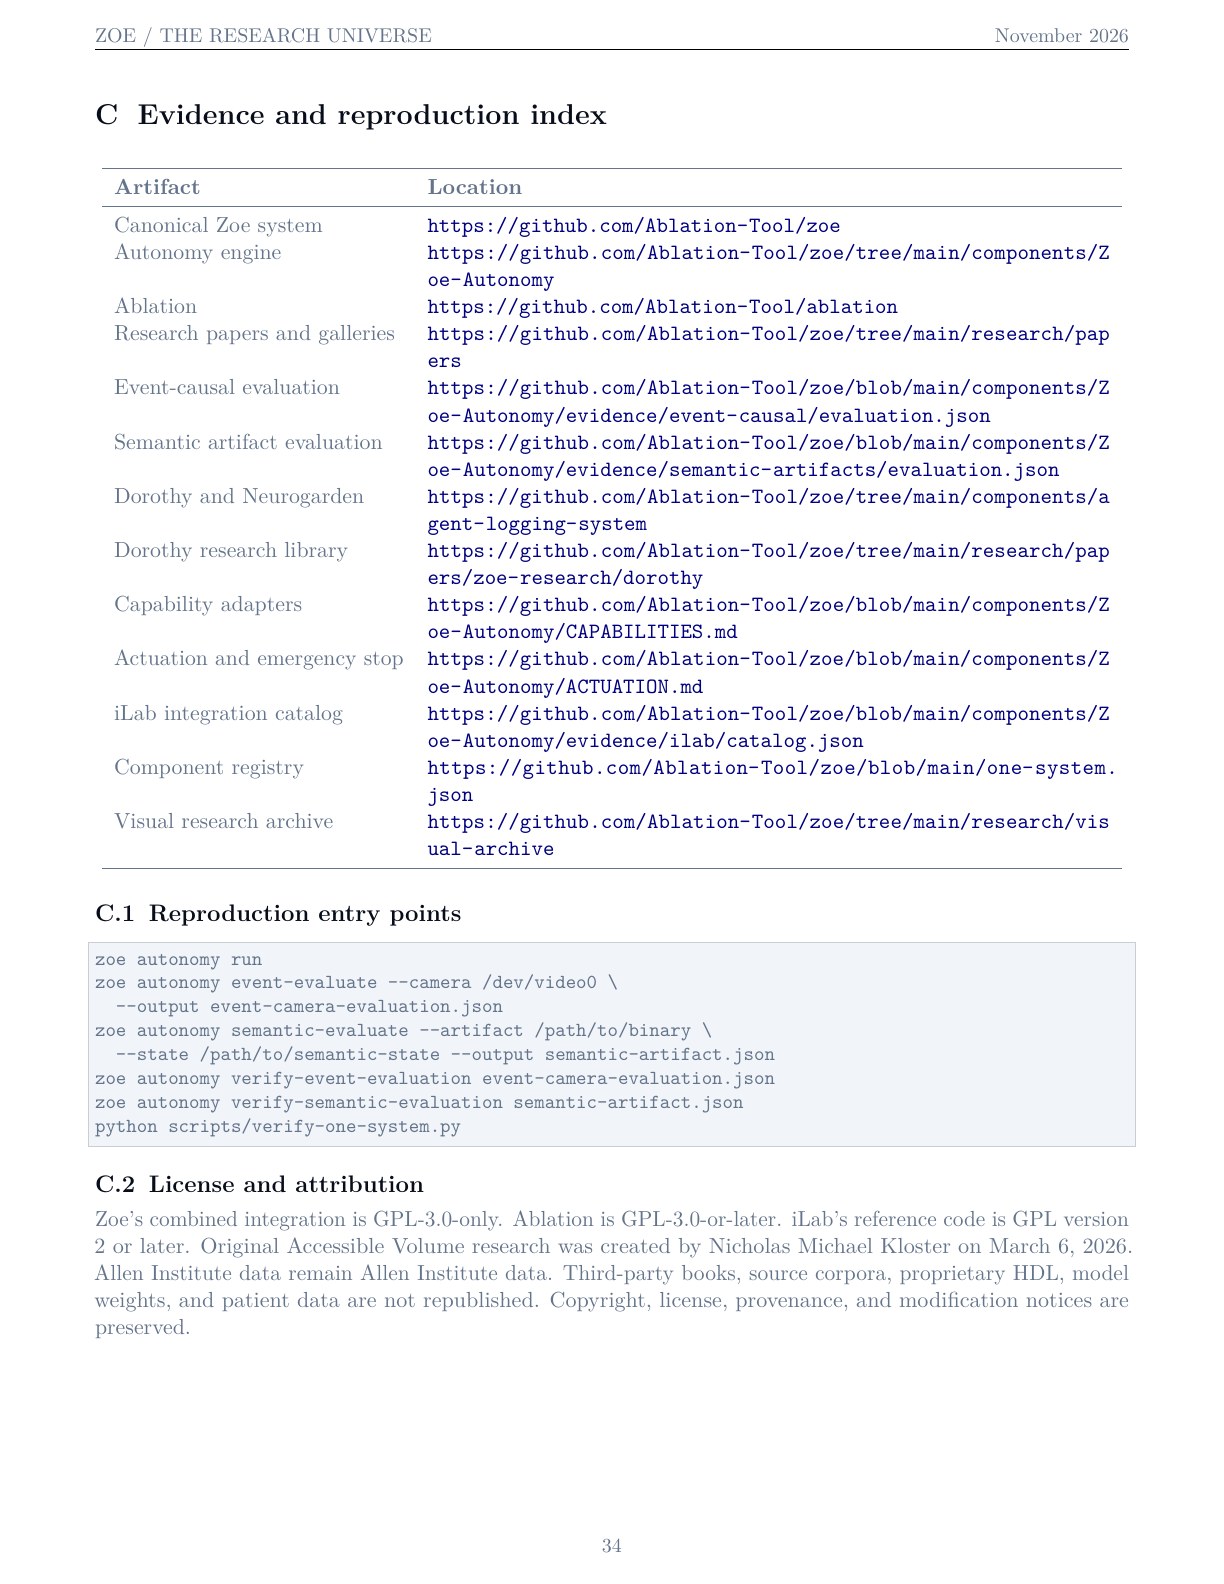 ZOE / THE RESEARCH UNIVERSE November 2026
C Evidence and reproduction index
Artifact Location
Canonical Zoe system https://github.com/Ablation-Tool/zoe
Autonomy engine https://github.com/Ablation-Tool/zoe/tree/main/components/Z
oe-Autonomy
Ablation https://github.com/Ablation-Tool/ablation
Research papers and galleries https://github.com/Ablation-Tool/zoe/tree/main/research/pap
ers
Event-causal evaluation https://github.com/Ablation-Tool/zoe/blob/main/components/Z
oe-Autonomy/evidence/event-causal/evaluation.json
Semantic artifact evaluation https://github.com/Ablation-Tool/zoe/blob/main/components/Z
oe-Autonomy/evidence/semantic-artifacts/evaluation.json
Dorothy and Neurogarden https://github.com/Ablation-Tool/zoe/tree/main/components/a
gent-logging-system
Dorothy research library https://github.com/Ablation-Tool/zoe/tree/main/research/pap
ers/zoe-research/dorothy
Capability adapters https://github.com/Ablation-Tool/zoe/blob/main/components/Z
oe-Autonomy/CAPABILITIES.md
Actuation and emergency stop https://github.com/Ablation-Tool/zoe/blob/main/components/Z
oe-Autonomy/ACTUATION.md
iLab integration catalog https://github.com/Ablation-Tool/zoe/blob/main/components/Z
oe-Autonomy/evidence/ilab/catalog.json
Component registry https://github.com/Ablation-Tool/zoe/blob/main/one-system.
json
Visual research archive https://github.com/Ablation-Tool/zoe/tree/main/research/vis
ual-archive
C.1 Reproduction entry points
zoe autonomy run
zoe autonomy event-evaluate --camera /dev/video0 \
  --output event-camera-evaluation.json
zoe autonomy semantic-evaluate --artifact /path/to/binary \
  --state /path/to/semantic-state --output semantic-artifact.json
zoe autonomy verify-event-evaluation event-camera-evaluation.json
zoe autonomy verify-semantic-evaluation semantic-artifact.json
python scripts/verify-one-system.py
C.2 License and attribution
Zoe's combined integration is GPL-3.0-only. Ablation is GPL-3.0-or-later. iLab's reference code is GPL version
2 or later. Original Accessible Volume research was created by Nicholas Michael Kloster on March 6, 2026.
Allen Institute data remain Allen Institute data. Third-party books, source corpora, proprietary HDL, model
weights, and patient data are not republished. Copyright, license, provenance, and modification notices are
preserved.
34